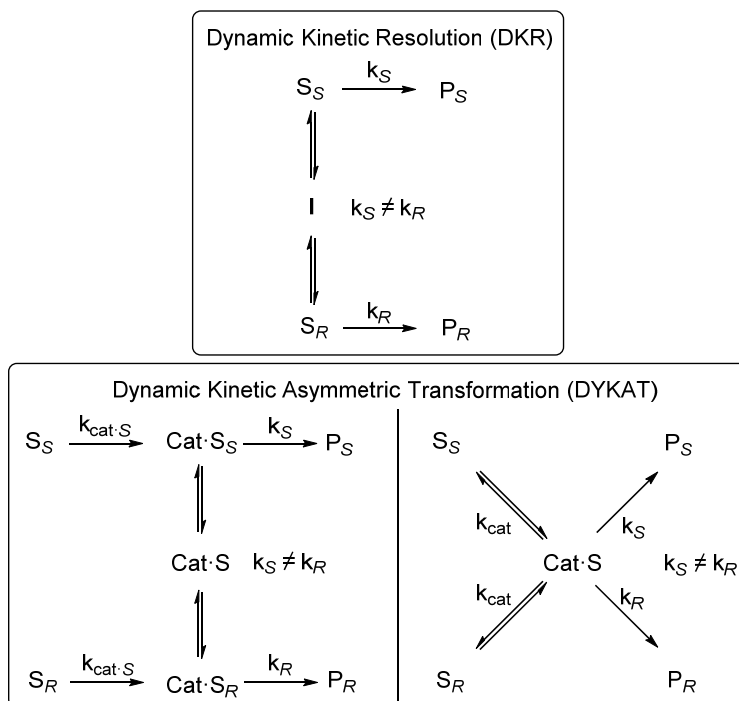 Dynamic Kinetic Resolution (DKR)
k_S
S_S P_S
I k_S ≠ k_R
k_R
S_R P_R
Dynamic Kinetic Asymmetric Transformation (DYKAT)
k_cat·S k_S
S_S Cat·S_S P_S
Cat·S k_S ≠ k_R
k_cat·S k_R
S_R Cat·S_R P_R
S_S P_S
k_cat k_S
Cat·S k_S ≠ k_R
k_cat k_R
S_R P_R